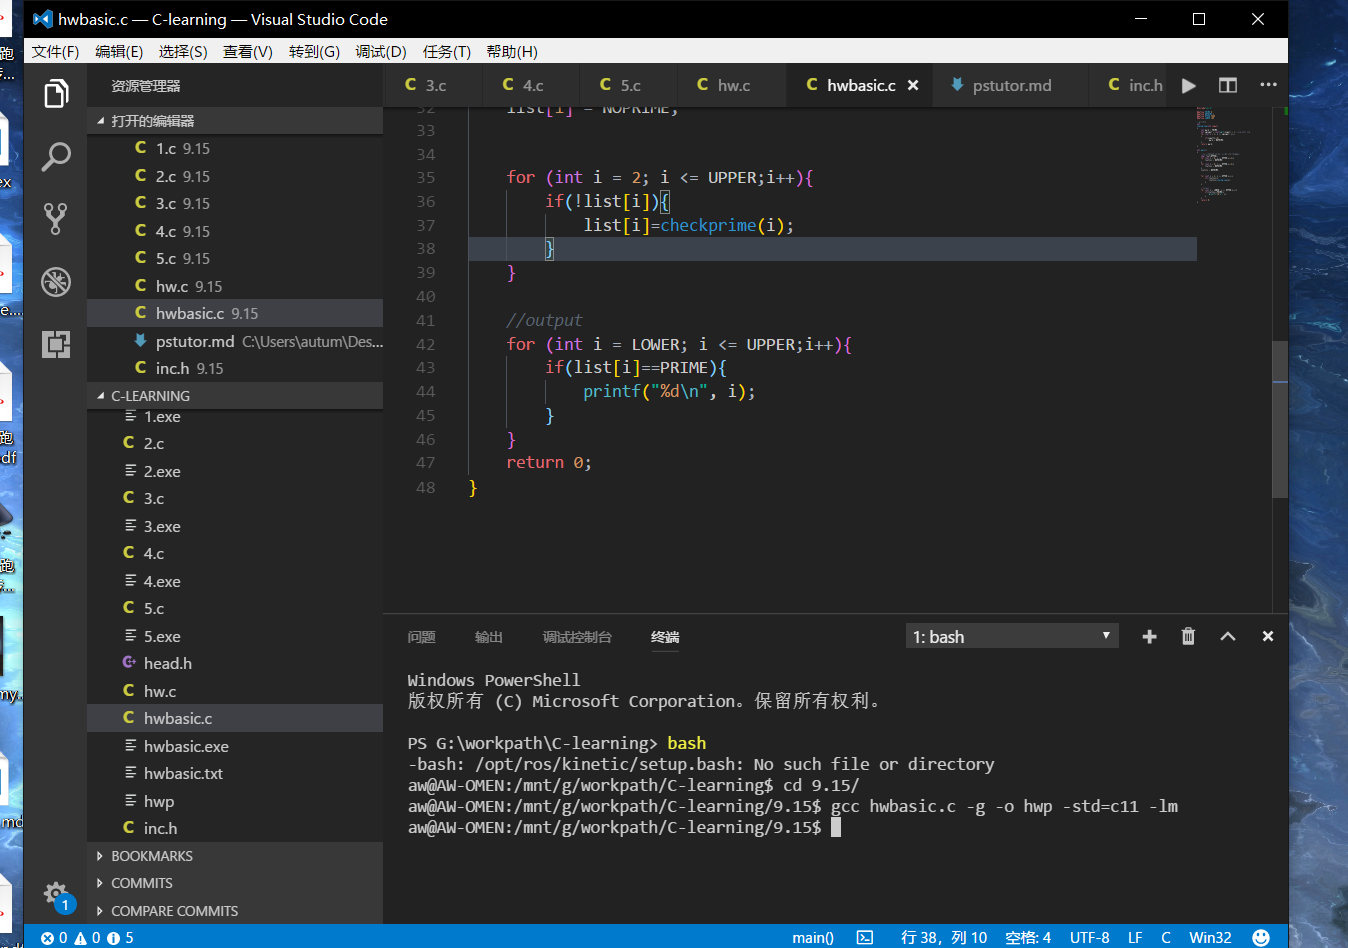 hwbasic.c — C-learning — Visual Studio Code
文件(F) 编辑(E) 选择(S) 查看(V) 转到(G) 调试(D) 任务(T) 帮助(H)
资源管理器
3.c 4.c 5.c hw.c hwbasic.c pstutor.md inc.h
打开的编辑器
1.c 9.15
2.c 9.15
3.c 9.15
4.c 9.15
5.c 9.15
hw.c 9.15
hwbasic.c 9.15
pstutor.md C:\Users\autum\Des...
inc.h 9.15
C-LEARNING
1.exe
2.c
2.exe
3.c
3.exe
4.c
4.exe
5.c
5.exe
head.h
hw.c
hwbasic.c
hwbasic.exe
hwbasic.txt
hwp
inc.h
BOOKMARKS
COMMITS
COMPARE COMMITS
1
32 list[1] = NOPRIME;
33
34
35 for (int i = 2; i <= UPPER;i++){
36 if(!list[i]){
37 list[i]=checkprime(i);
38 }
39 }
40
41 //output
42 for (int i = LOWER; i <= UPPER;i++){
43 if(list[i]==PRIME){
44 printf("%d\n", i);
45 }
46 }
47 return 0;
48 }
问题 输出 调试控制台 终端
1: bash
Windows PowerShell
版权所有 (C) Microsoft Corporation。保留所有权利。
PS G:\workpath\C-learning> bash
-bash: /opt/ros/kinetic/setup.bash: No such file or directory
aw@AW-OMEN:/mnt/g/workpath/C-learning$ cd 9.15/
aw@AW-OMEN:/mnt/g/workpath/C-learning/9.15$ gcc hwbasic.c -g -o hwp -std=c11 -lm
aw@AW-OMEN:/mnt/g/workpath/C-learning/9.15$
0 0 5
main() 行 38，列 10 空格: 4 UTF-8 LF C Win32